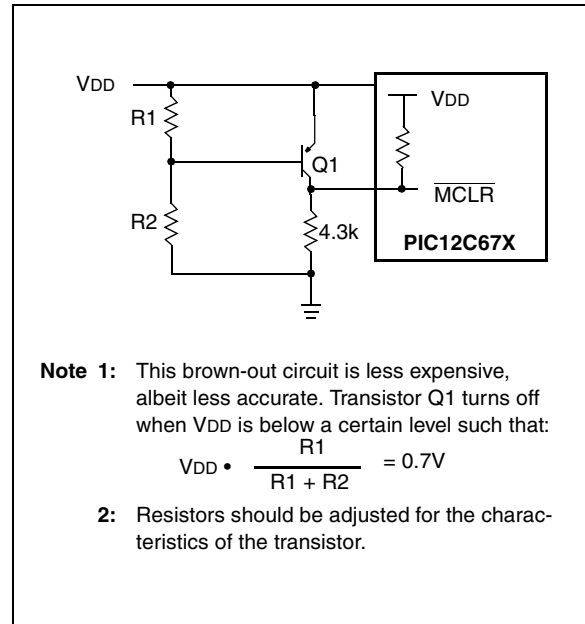 VDD
VDD
R1
Q1
MCLR
R2
4.3k
PIC12C67X
Note 1: This brown-out circuit is less expensive,
albeit less accurate. Transistor Q1 turns off
when VDD is below a certain level such that:
VDD • R1 / R1 + R2 = 0.7V
2: Resistors should be adjusted for the charac-
teristics of the transistor.